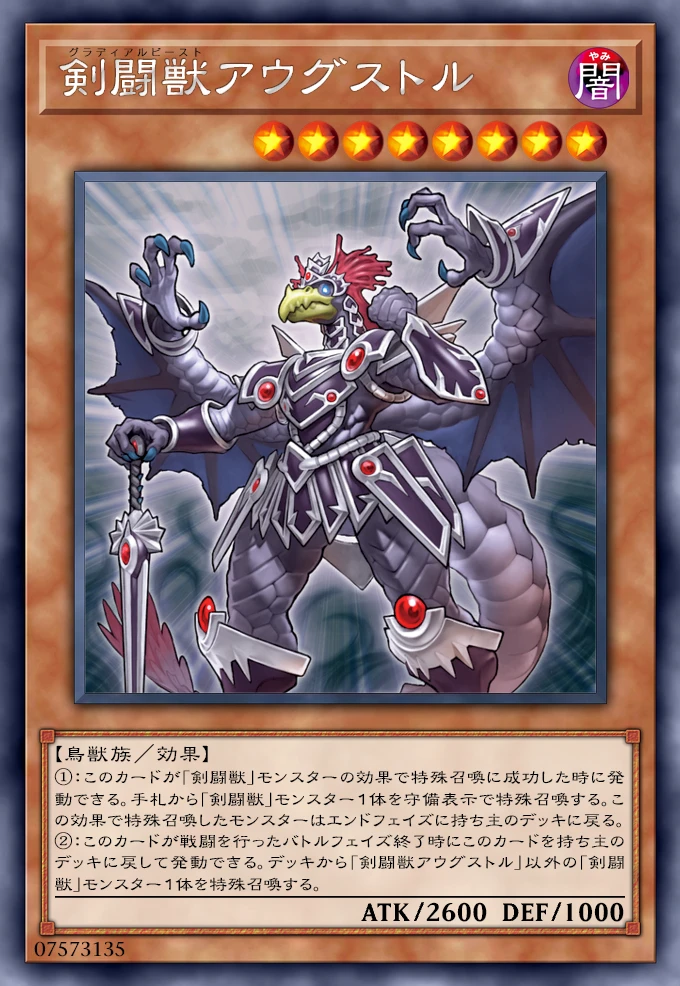 グラディアルビースト
剣闘獣アウグストル
やみ
闇
【鳥獣族／効果】
①：このカードが「剣闘獣」モンスターの効果で特殊召喚に成功した時に発
動できる。手札から「剣闘獣」モンスター１体を守備表示で特殊召喚する。こ
の効果で特殊召喚したモンスターはエンドフェイズに持ち主のデッキに戻る。
②：このカードが戦闘を行ったバトルフェイズ終了時にこのカードを持ち主の
デッキに戻して発動できる。デッキから「剣闘獣アウグストル」以外の「剣闘
獣」モンスター１体を特殊召喚する。
ATK/2600 DEF/1000
07573135